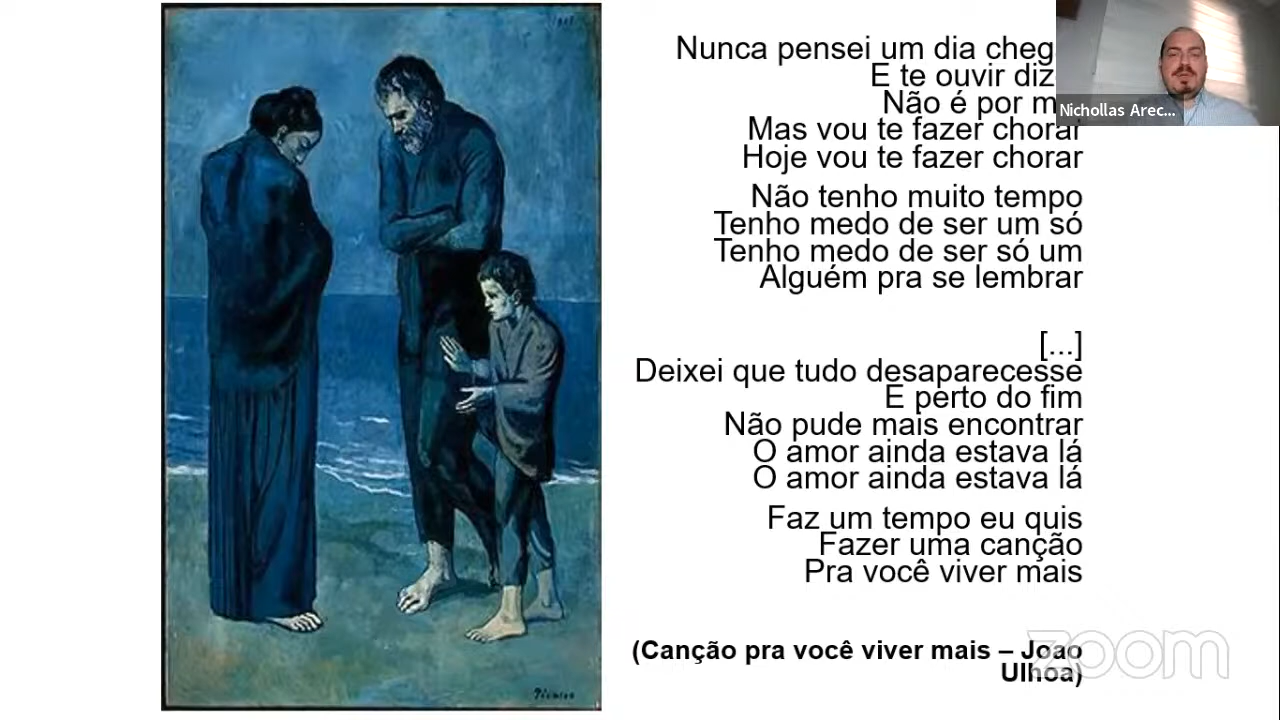 Nunca pensei um dia cheg
E te ouvir diz
Não é por m
Mas vou te fazer chorar
Hoje vou te fazer chorar
Não tenho muito tempo
Tenho medo de ser um só
Tenho medo de ser só um
Alguém pra se lembrar
[...]
Deixei que tudo desaparecesse
E perto do fim
Não pude mais encontrar
O amor ainda estava lá
O amor ainda estava lá
Faz um tempo eu quis
Fazer uma canção
Pra você viver mais
(Canção pra você viver mais – João
Ulhoa)
Nichollas Arec...
zoom
Picasso